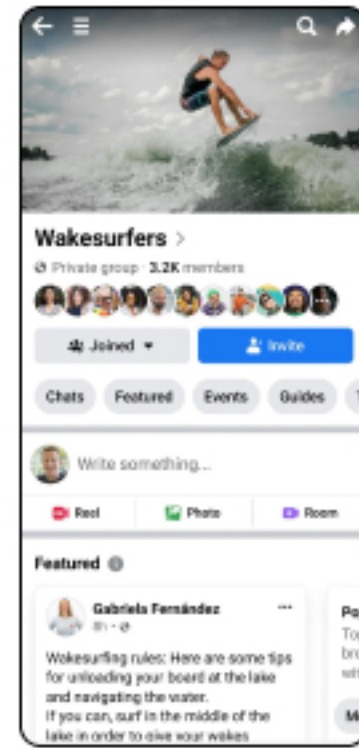 Wakesurfers
Private group · 3.2K members
Joined
Invite
Chats
Featured
Events
Guides
Write something...
Reel
Photo
Room
Featured
Gabriela Fernández
8h
Wakesurfing rules: Here are some tips
for unloading your board at the lake
and navigating the water.
If you can, surf in the middle of the
lake in order to give your wakes